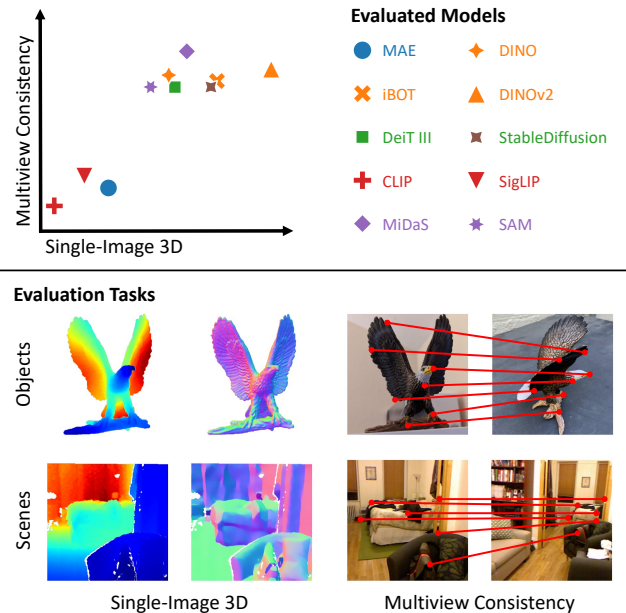 Evaluated Models
Multiview Consistency
Single-Image 3D
MAE
DINO
iBOT
DINOv2
DeiT III
StableDiffusion
CLIP
SigLIP
MiDaS
SAM
Evaluation Tasks
Objects
Scenes
Single-Image 3D
Multiview Consistency